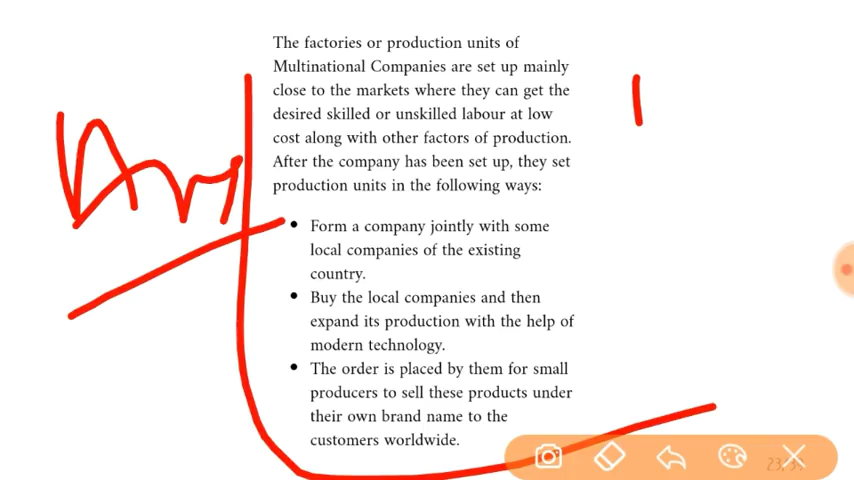 The factories or production units of
Multinational Companies are set up mainly
close to the markets where they can get the
desired skilled or unskilled labour at low
cost along with other factors of production.
After the company has been set up, they set
production units in the following ways:
• Form a company jointly with some
local companies of the existing
country.
• Buy the local companies and then
expand its production with the help of
modern technology.
• The order is placed by them for small
producers to sell these products under
their own brand name to the
customers worldwide.